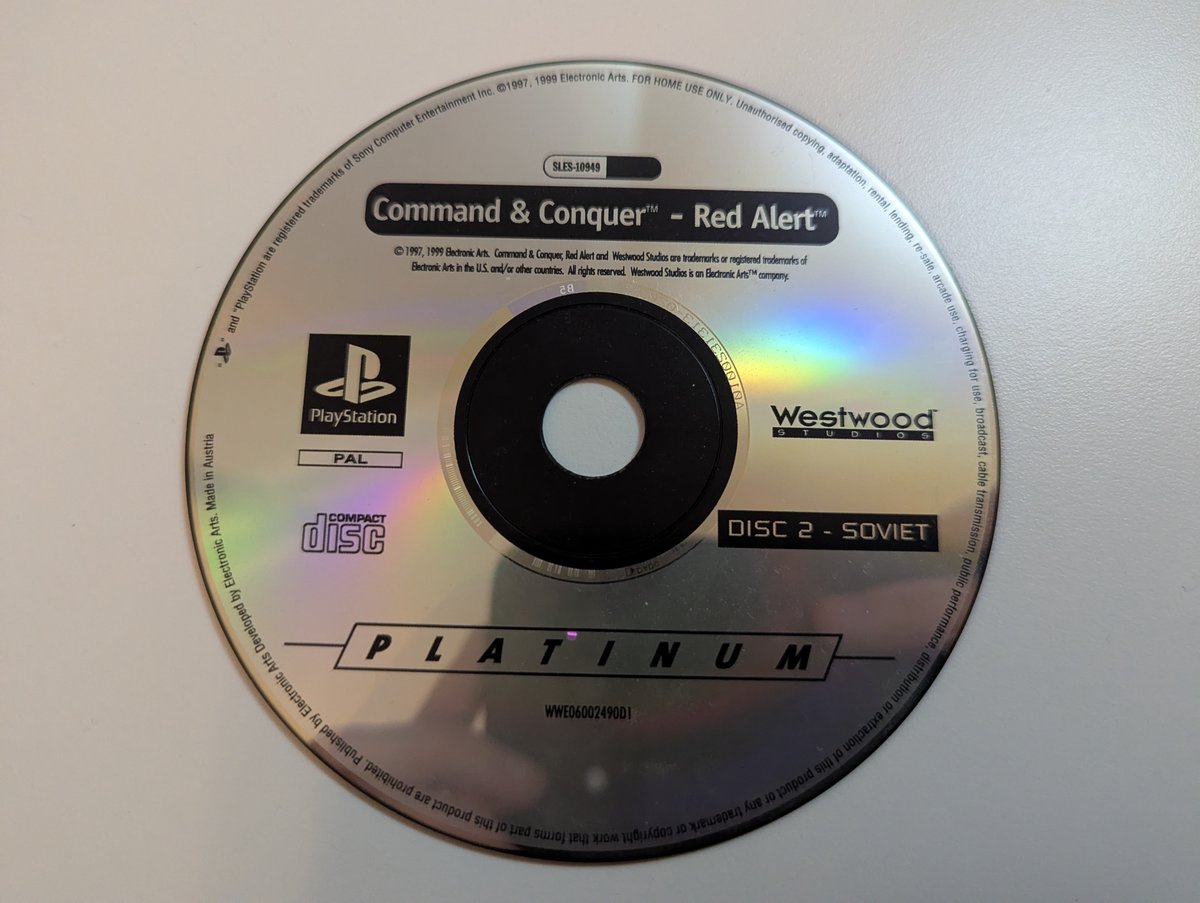 SLES-10949
Command & Conquer™ - Red Alert™
© 1997, 1999 Electronic Arts. Command & Conquer, Red Alert and Westwood Studios are trademarks or registered trademarks of
Electronic Arts in the U.S. and/or other countries. All rights reserved. Westwood Studios is an Electronic Arts™ company.
PlayStation
PAL
COMPACT
disc
Westwood™
STUDIOS
DISC 2 - SOVIET
PLATINUM
WWE06002490D1
" " and "PlayStation are registered trademarks of Sony Computer Entertainment Inc. ©1997, 1999 Electronic Arts. FOR HOME USE ONLY. Unauthorised copying, adaptation, rental, lending, re-sale, arcade use, charging for use, broadcast, cable transmission, public performance, distribution or extraction of this product or any trademark or copyright work that forms part of this product are prohibited. Published by Electronic Arts Developed by Electronic Arts. Made in Austria